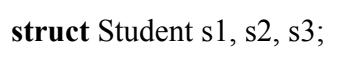 struct Student s1, s2, s3;